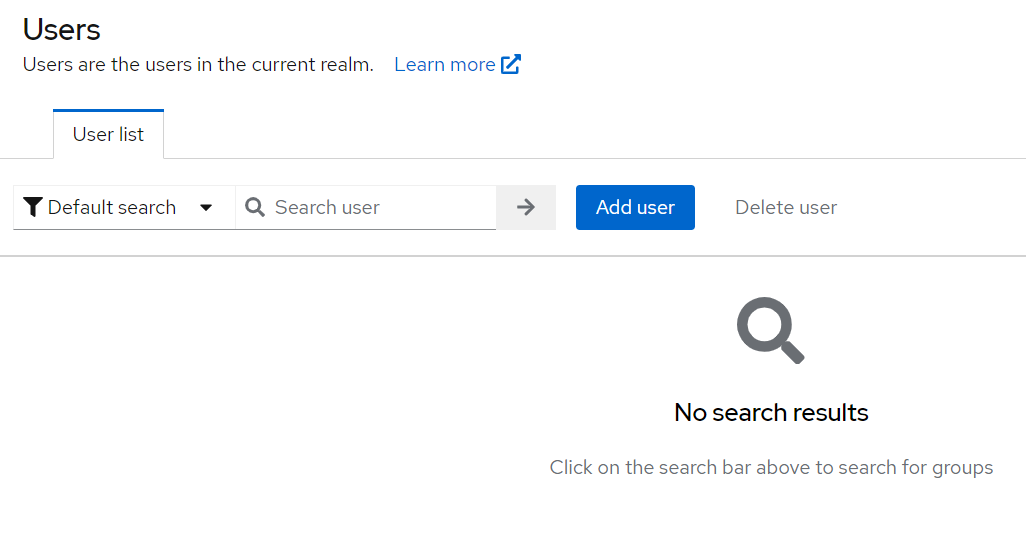 Users
Users are the users in the current realm. Learn more
User list
Default search Search user Add user Delete user
No search results
Click on the search bar above to search for groups